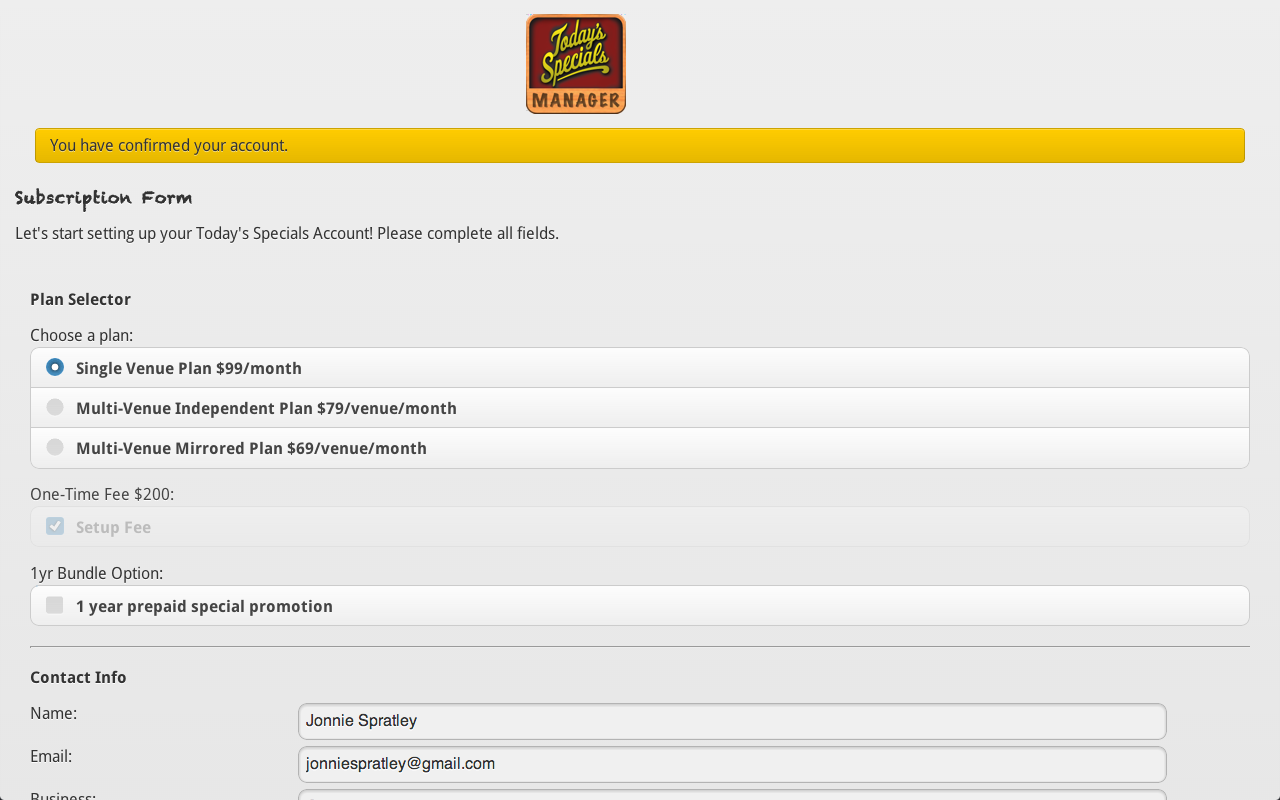 Today's
Specials
MANAGER
You have confirmed your account.
Subscription Form
Let's start setting up your Today's Specials Account! Please complete all fields.
Plan Selector
Choose a plan:
Single Venue Plan $99/month
Multi-Venue Independent Plan $79/venue/month
Multi-Venue Mirrored Plan $69/venue/month
One-Time Fee $200:
Setup Fee
1yr Bundle Option:
1 year prepaid special promotion
Contact Info
Name: Jonnie Spratley
Email: jonniespratley@gmail.com
Business: